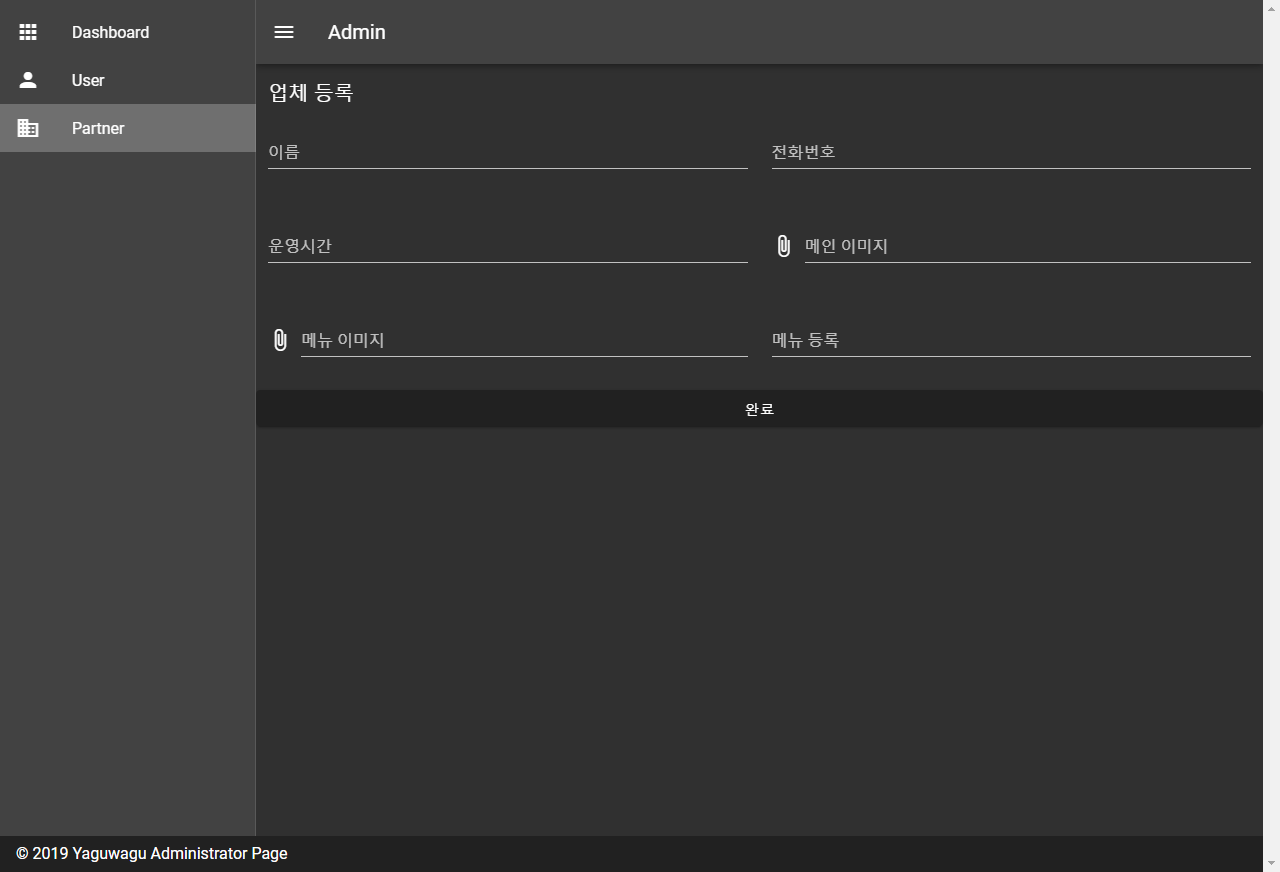 Dashboard
User
Partner
Admin
업체 등록
이름
전화번호
운영시간
메인 이미지
메뉴 이미지
메뉴 등록
완료
© 2019 Yaguwagu Administrator Page